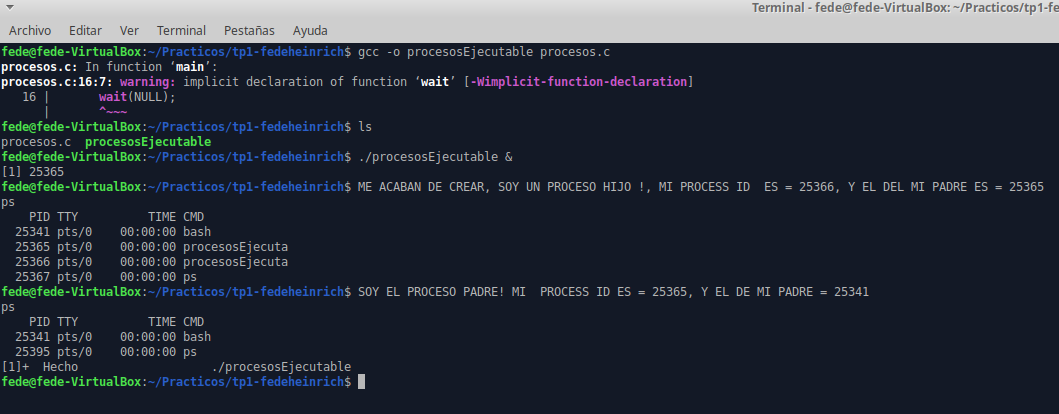 Terminal - fede@fede-VirtualBox: ~/Practicos/tp1-fe
Archivo Editar Ver Terminal Pestañas Ayuda
fede@fede-VirtualBox:~/Practicos/tp1-fedeheinrich$ gcc -o procesosEjecutable procesos.c
procesos.c: In function ‘main’:
procesos.c:16:7: warning: implicit declaration of function ‘wait’ [-Wimplicit-function-declaration]
   16 |       wait(NULL);
      |       ^~~~
fede@fede-VirtualBox:~/Practicos/tp1-fedeheinrich$ ls
procesos.c  procesosEjecutable
fede@fede-VirtualBox:~/Practicos/tp1-fedeheinrich$ ./procesosEjecutable &
[1] 25365
fede@fede-VirtualBox:~/Practicos/tp1-fedeheinrich$ ME ACABAN DE CREAR, SOY UN PROCESO HIJO !, MI PROCESS ID  ES = 25366, Y EL DEL MI PADRE ES = 25365
ps
    PID TTY          TIME CMD
  25341 pts/0    00:00:00 bash
  25365 pts/0    00:00:00 procesosEjecuta
  25366 pts/0    00:00:00 procesosEjecuta
  25367 pts/0    00:00:00 ps
fede@fede-VirtualBox:~/Practicos/tp1-fedeheinrich$ SOY EL PROCESO PADRE! MI  PROCESS ID ES = 25365, Y EL DE MI PADRE = 25341
ps
    PID TTY          TIME CMD
  25341 pts/0    00:00:00 bash
  25395 pts/0    00:00:00 ps
[1]+  Hecho                   ./procesosEjecutable
fede@fede-VirtualBox:~/Practicos/tp1-fedeheinrich$